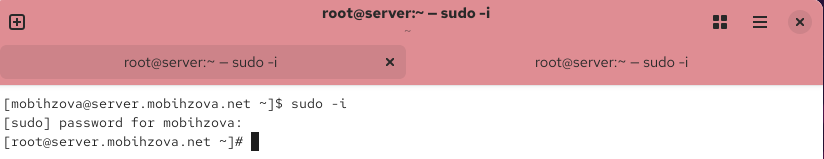 root@server:~ — sudo -i
~
root@server:~ — sudo -i
root@server:~ — sudo -i
[mobihzova@server.mobihzova.net ~]$ sudo -i
[sudo] password for mobihzova:
[root@server.mobihzova.net ~]#